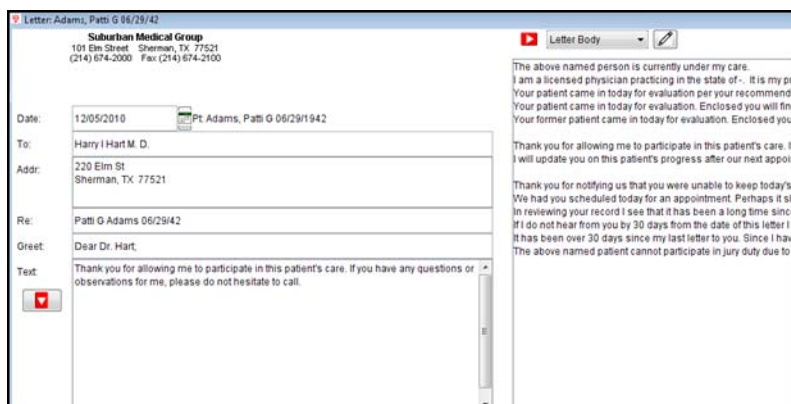 Letter: Adams, Patti G 06/29/42
Suburban Medical Group
101 Elm Street Sherman, TX 77521
(214) 674-2000 Fax (214) 674-2100
Date: 12/05/2010 Pt: Adams, Patti G 06/29/1942
To: Harry I Hart M. D.
Addr: 220 Elm St
Sherman, TX 77521
Re: Patti G Adams 06/29/42
Greet: Dear Dr. Hart;
Text: Thank you for allowing me to participate in this patient's care. If you have any questions or
observations for me, please do not hesitate to call.
Letter Body
The above named person is currently under my care.
I am a licensed physician practicing in the state of -. It is my
Your patient came in today for evaluation per your
Your patient came in today for evaluation. Enclosed you will
Your former patient came in today for evaluation. Enclosed you
Thank you for allowing me to participate in this patient's care.
I will update you on this patient's progress after our next
Thank you for notifying us that you were unable to keep today's
We had you scheduled today for an appointment. Perhaps it
In reviewing your record I see that it has been a long time
If I do not hear from you by 30 days from the date of this letter I
It has been over 30 days since my last letter to you. Since I
The above named patient cannot participate in jury duty due to